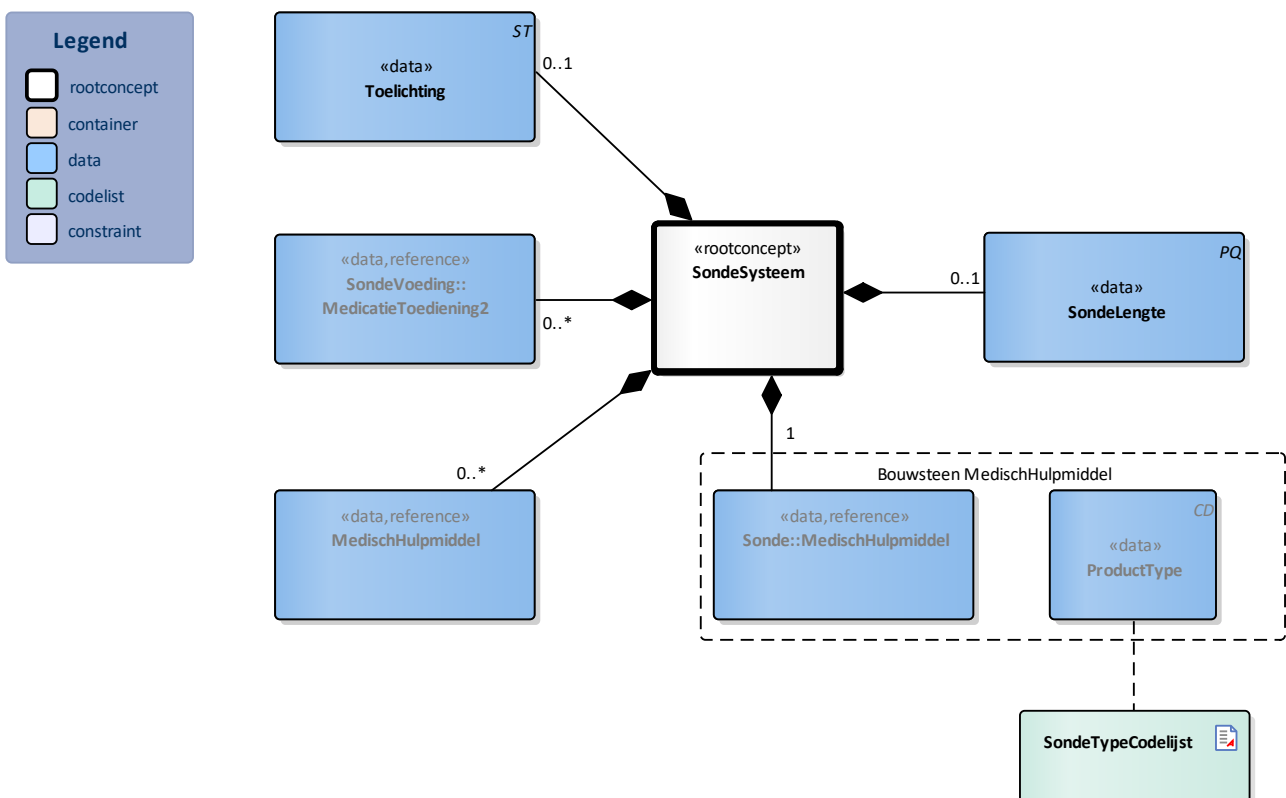 Legend
rootconcept
container
data
codelist
constraint
ST
«data»
Toelichting
0..1
«data,reference»
SondeVoeding::
MedicatieToediening2
0..*
«rootconcept»
SondeSysteem
0..1
PQ
«data»
SondeLengte
0..*
«data,reference»
MedischHulpmiddel
1
Bouwsteen MedischHulpmiddel
«data,reference»
Sonde::MedischHulpmiddel
CD
«data»
ProductType
SondeTypeCodelijst